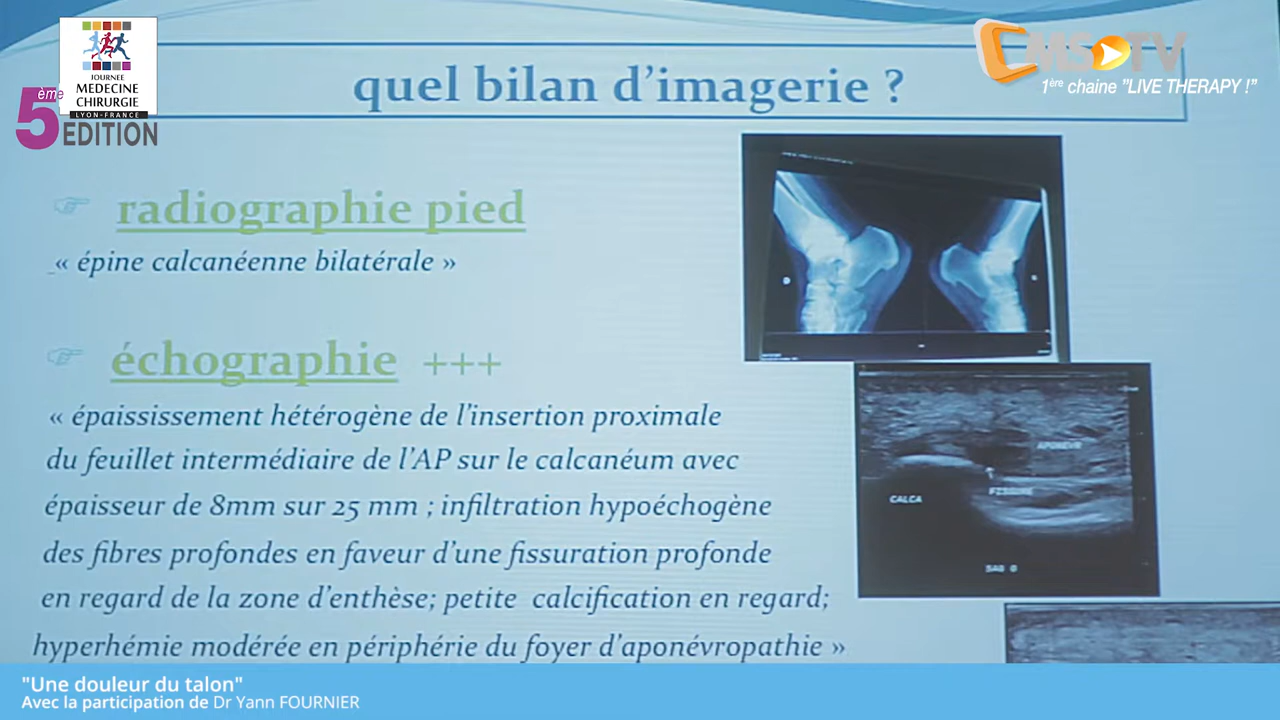 JOURNEE
MEDECINE
CHIRURGIE
LYON-FRANCE
5ème
EDITION
quel bilan d'imagerie ?
CMS TV
1ère chaine "LIVE THERAPY !"
radiographie pied
« épine calcanéenne bilatérale »
échographie +++
« épaississement hétérogène de l'insertion proximale
du feuillet intermédiaire de l'AP sur le calcanéum avec
épaisseur de 8mm sur 25 mm ; infiltration hypoéchogène
des fibres profondes en faveur d'une fissuration profonde
en regard de la zone d'enthèse; petite calcification en regard;
hyperhémie modérée en périphérie du foyer d'aponévropathie »
APONEVR
CALCA
SAG D
"Une douleur du talon"
Avec la participation de Dr Yann FOURNIER